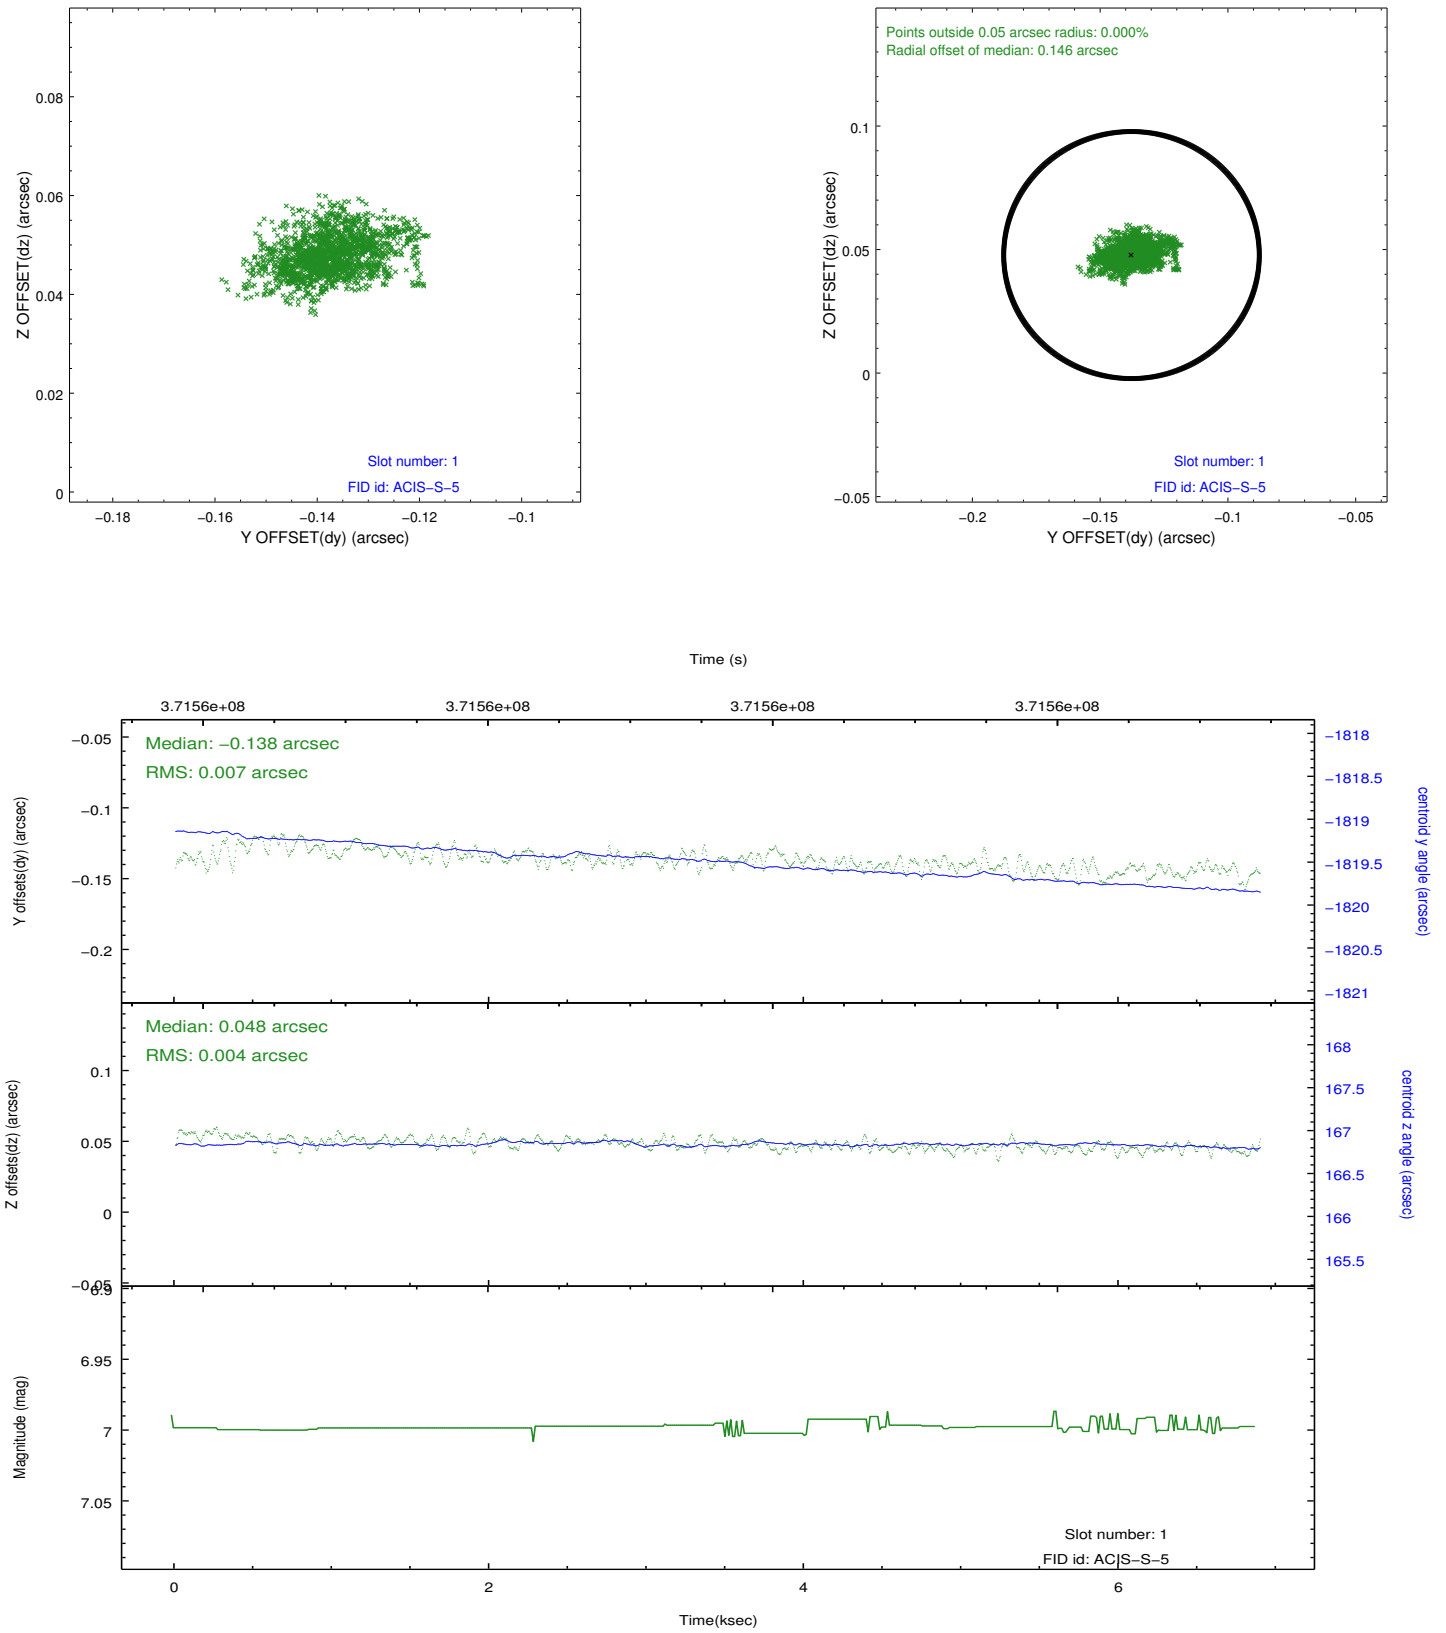 Z OFFSET(dz) (arcsec)
0.08
0.06
0.04
0.02
0
−0.18
−0.16
−0.14
−0.12
−0.1
Y OFFSET(dy) (arcsec)
Slot number: 1
FID id: ACIS−S−5
Points outside 0.05 arcsec radius: 0.000%
Radial offset of median: 0.146 arcsec
Z OFFSET(dz) (arcsec)
0.1
0.05
0
−0.05
−0.2
−0.15
−0.1
−0.05
Y OFFSET(dy) (arcsec)
Slot number: 1
FID id: ACIS−S−5
Time (s)
3.7156e+08
3.7156e+08
3.7156e+08
3.7156e+08
Median: −0.138 arcsec
RMS: 0.007 arcsec
Y offsets(dy) (arcsec)
−0.05
−0.1
−0.15
−0.2
−1818
−1818.5
−1819
−1819.5
−1820
−1820.5
−1821
centroid y angle (arcsec)
Median: 0.048 arcsec
RMS: 0.004 arcsec
Z offsets(dz) (arcsec)
0.1
0.05
0
−0.05
168
167.5
167
166.5
166
165.5
centroid z angle (arcsec)
Magnitude (mag)
6.9
6.95
7
7.05
Slot number: 1
FID id: ACIS−S−5
0
2
4
6
Time(ksec)